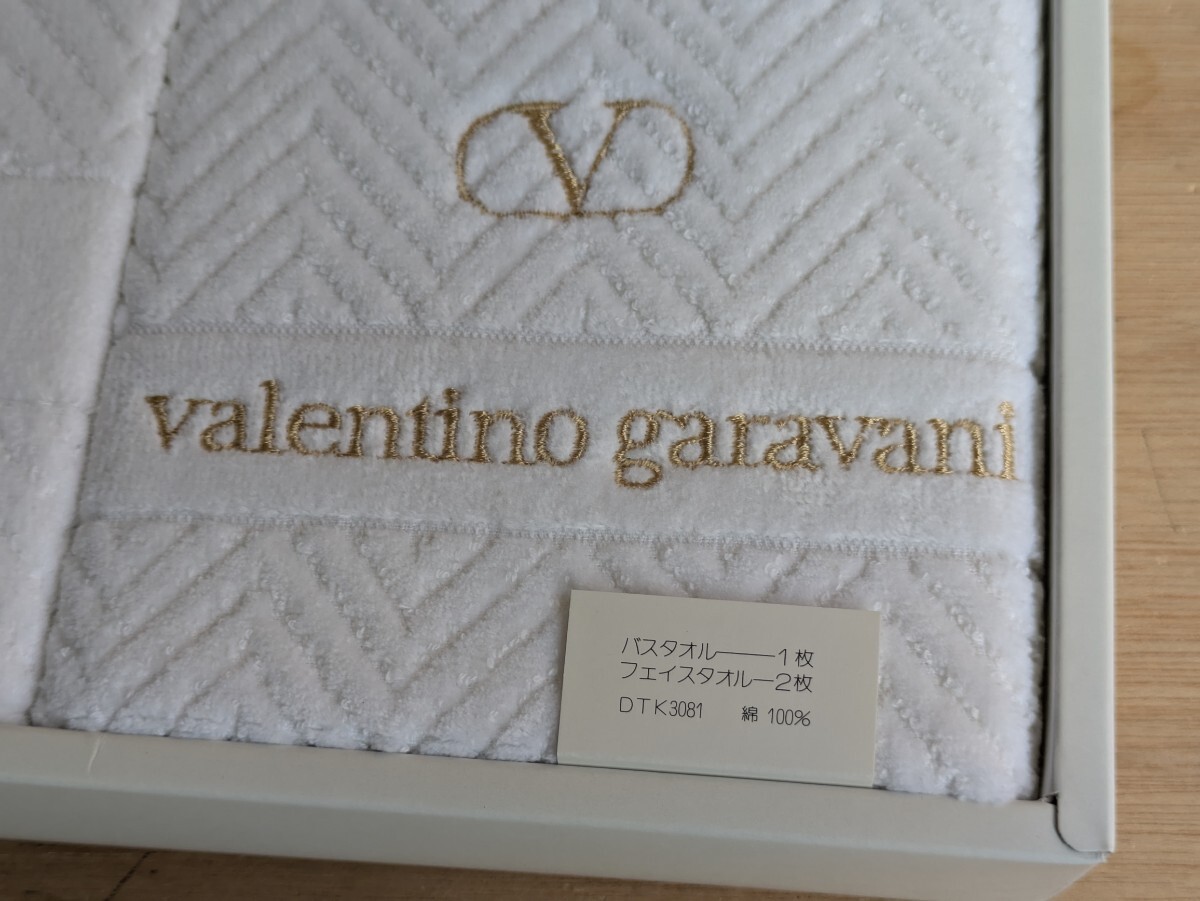 V
valentino garavani
バスタオル―――1枚
フェイスタオル―2枚
DTK3081 綿 100%